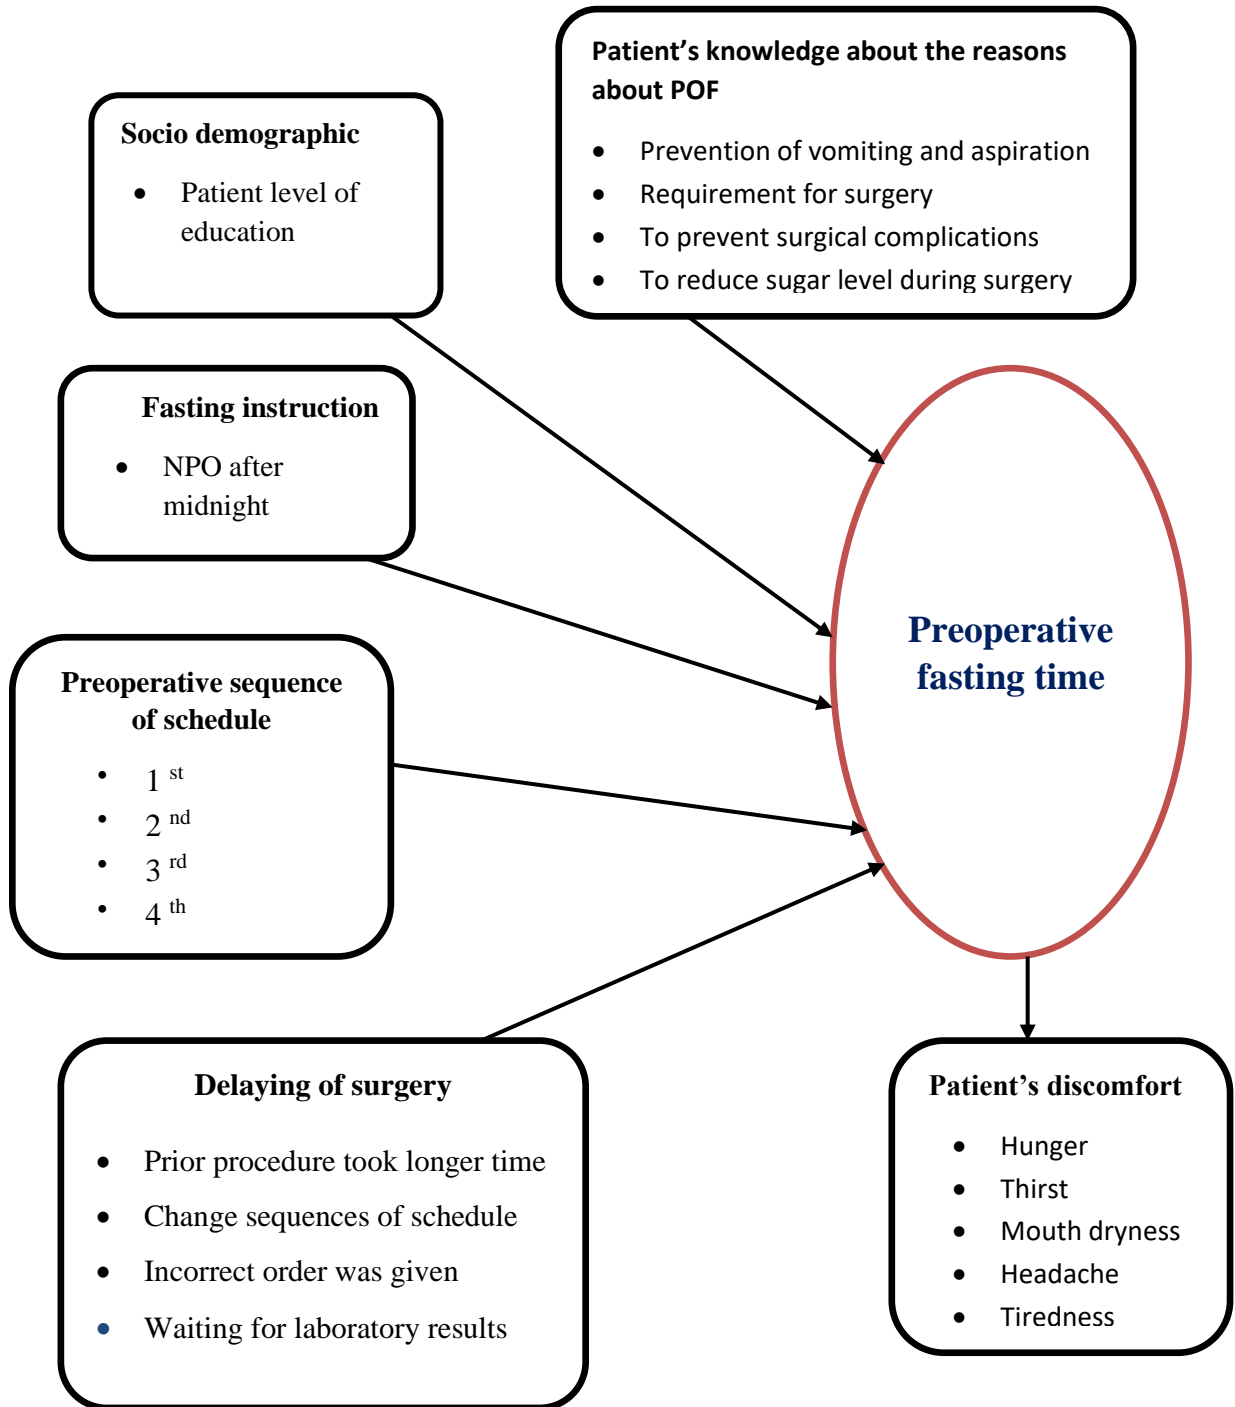 Patient’s knowledge about the reasons
about POF
• Prevention of vomiting and aspiration
• Requirement for surgery
• To prevent surgical complications
• To reduce sugar level during surgery
Socio demographic
• Patient level of
education
Fasting instruction
• NPO after
midnight
Preoperative sequence
of schedule
• 1 st
• 2 nd
• 3 rd
• 4 th
Preoperative
fasting time
Delaying of surgery
• Prior procedure took longer time
• Change sequences of schedule
• Incorrect order was given
• Waiting for laboratory results
Patient’s discomfort
• Hunger
• Thirst
• Mouth dryness
• Headache
• Tiredness